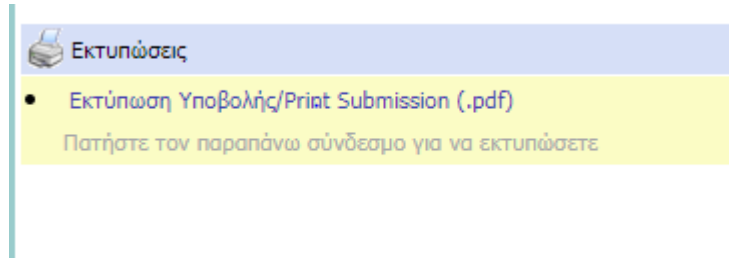 Εκτυπώσεις
Εκτύπωση Υποβολής/Print Submission (.pdf)
Πατήστε τον παραπάνω σύνδεσμο για να εκτυπώσετε